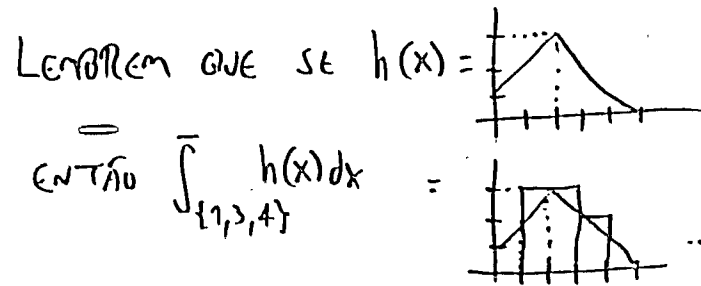 LEMBREM QUE SE h(x) =
ENTÃO ∫̅_{1,3,4} h(x)dx = ..